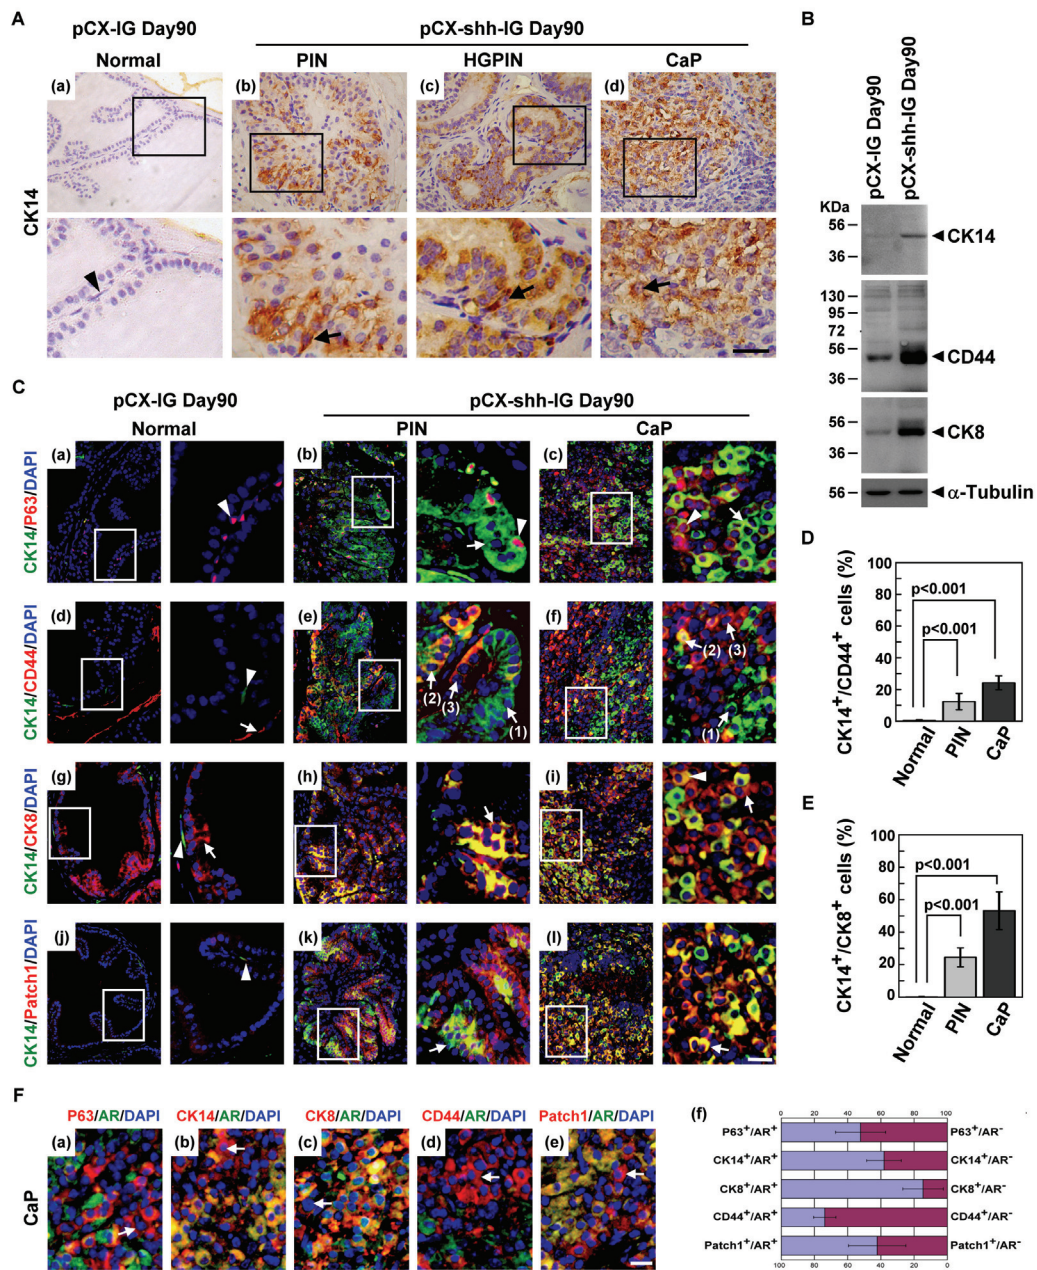 A
pCX-IG Day90
pCX-shh-IG Day90
Normal
PIN
HGPIN
CaP
(a)
(b)
(c)
(d)
CK14
B
pCX-IG Day90
pCX-shh-IG Day90
KDa
56
36
CK14
130
95
72
56
36
CD44
56
36
CK8
56
α-Tubulin
C
pCX-IG Day90
pCX-shh-IG Day90
Normal
PIN
CaP
CK14/P63/DAPI
(a)
(b)
(c)
CK14/CD44/DAPI
(d)
(e)
(2)
(3)
(1)
(f)
(2)
(3)
(1)
CK14/CK8/DAPI
(g)
(h)
(i)
CK14/Patch1/DAPI
(j)
(k)
(l)
D
CK14+/CD44+ cells (%)
100
80
60
40
20
0
p<0.001
p<0.001
Normal
PIN
CaP
E
CK14+/CK8+ cells (%)
100
80
60
40
20
0
p<0.001
p<0.001
Normal
PIN
CaP
F
P63/AR/DAPI
CK14/AR/DAPI
CK8/AR/DAPI
CD44/AR/DAPI
Patch1/AR/DAPI
CaP
(a)
(b)
(c)
(d)
(e)
(f)
0 20 40 60 80 100
P63+/AR+ P63+/AR-
CK14+/AR+ CK14+/AR-
CK8+/AR+ CK8+/AR-
CD44+/AR+ CD44+/AR-
Patch1+/AR+ Patch1+/AR-
100 80 60 40 20 0